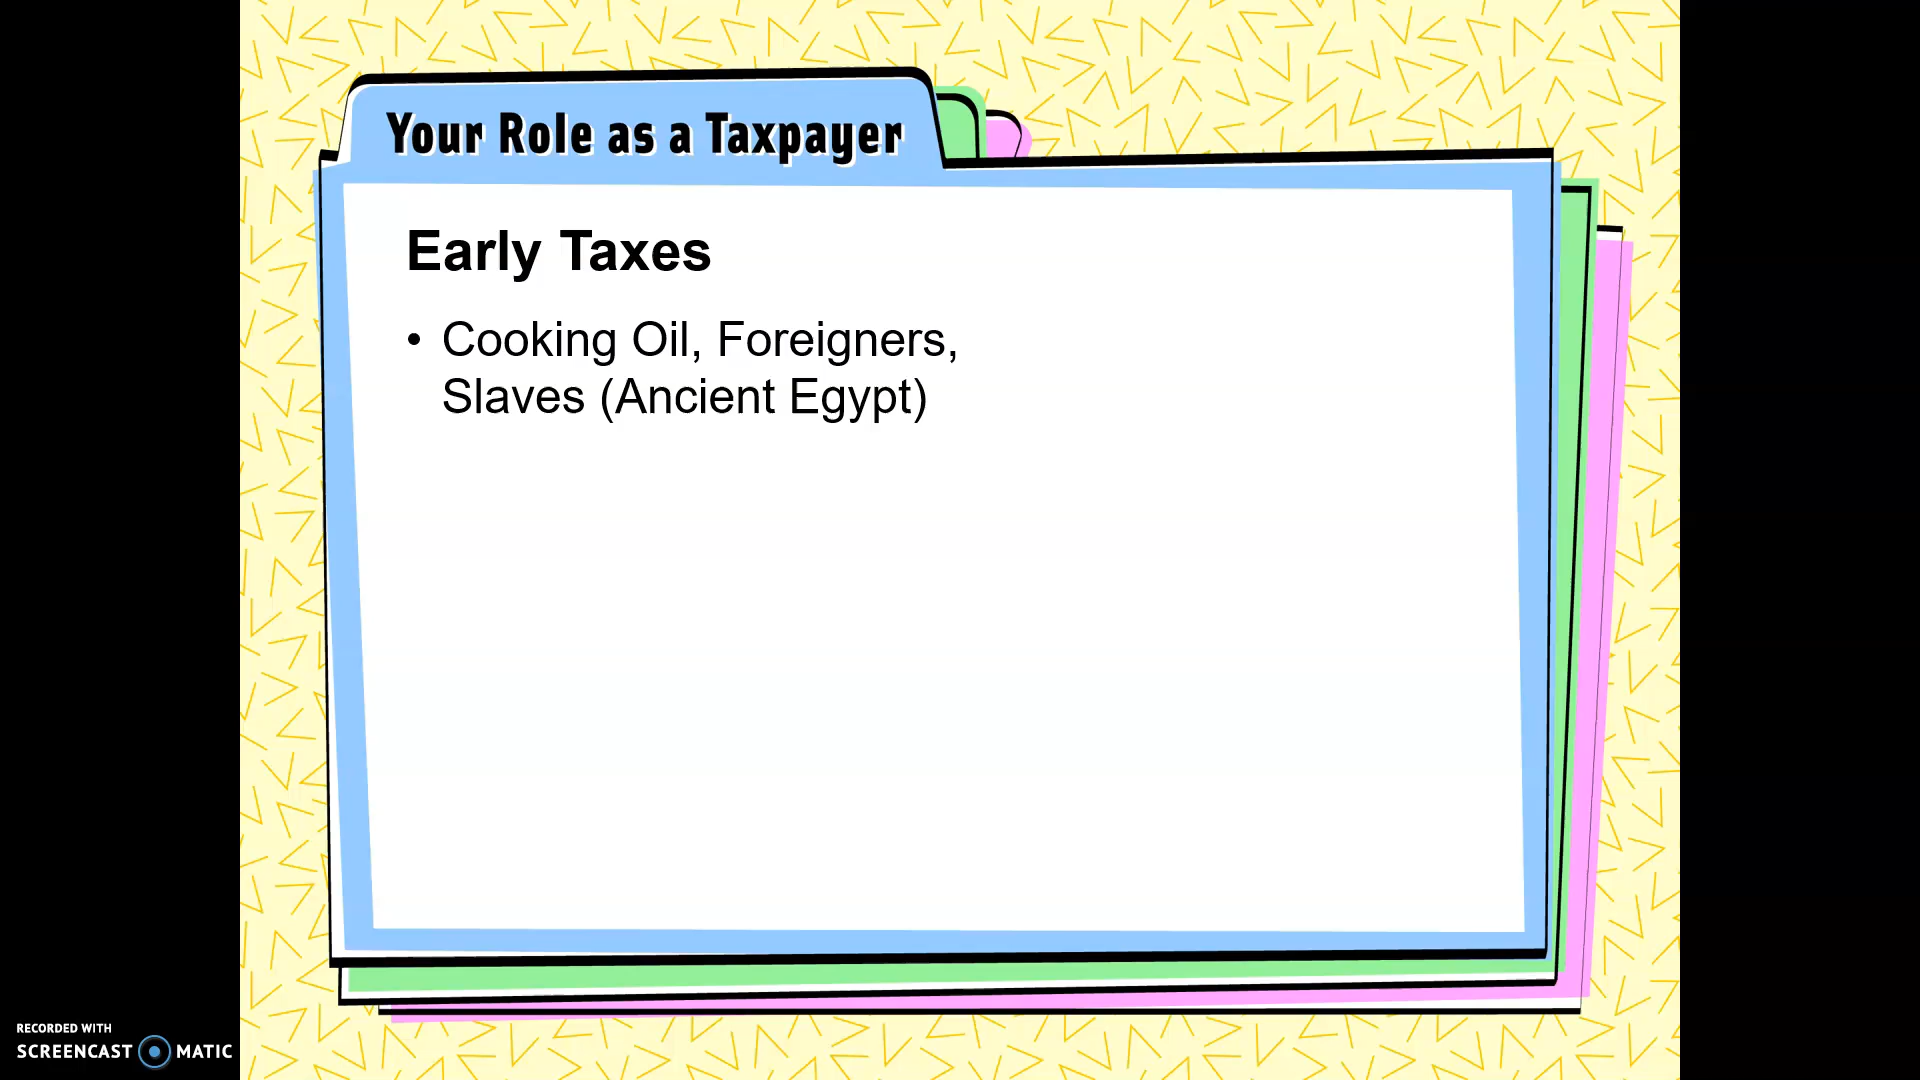 Your Role as a Taxpayer
Early Taxes
• Cooking Oil, Foreigners,
Slaves (Ancient Egypt)
RECORDED WITH
SCREENCAST MATIC